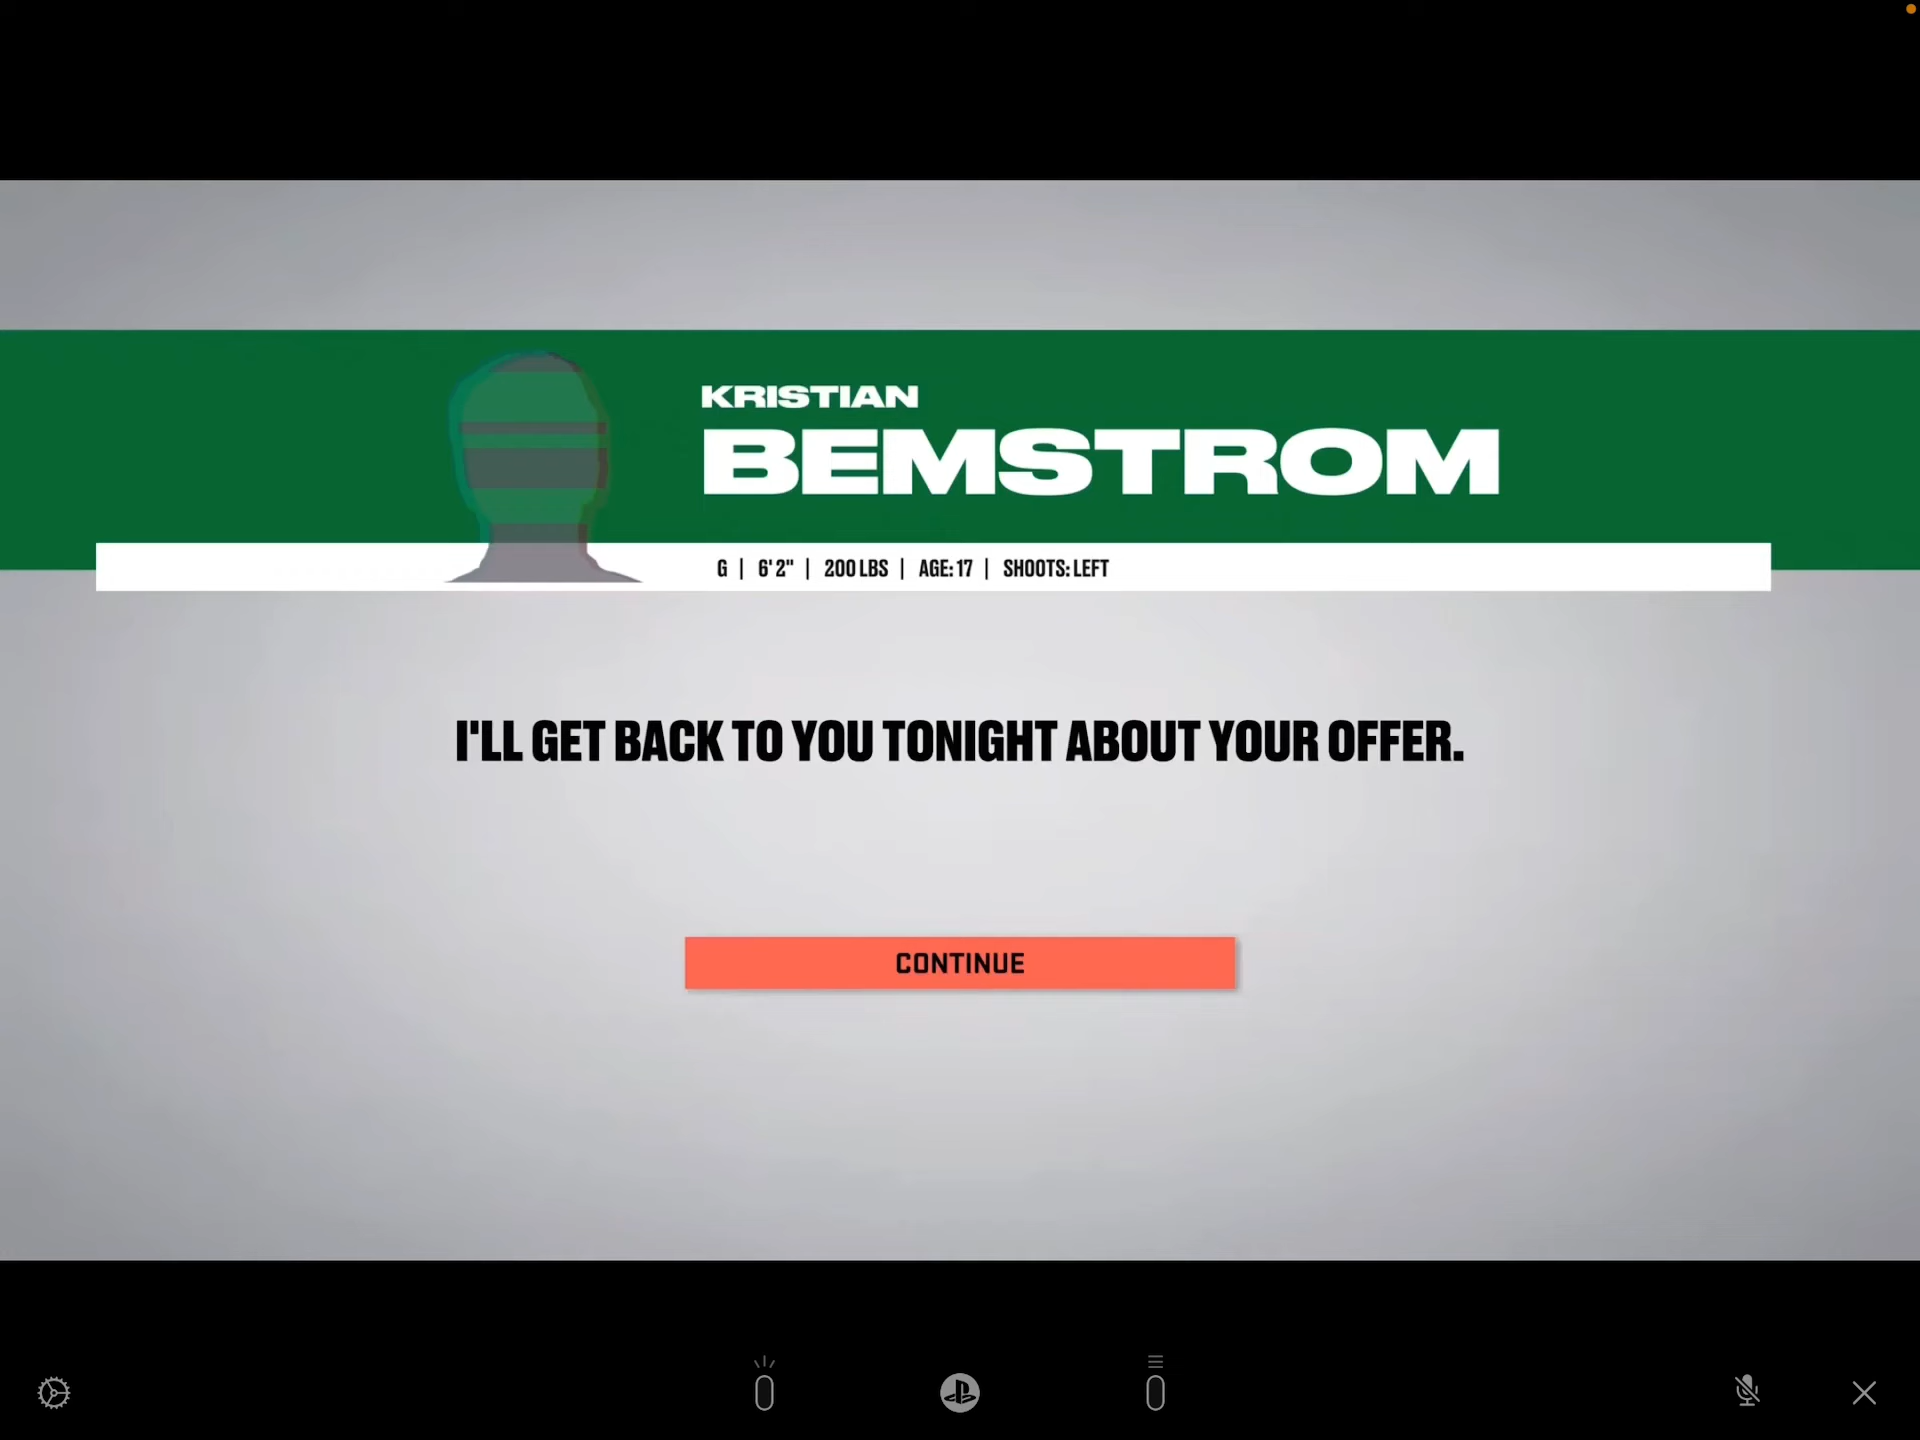 KRISTIAN
BEMSTROM
G | 6'2" | 200 LBS | AGE: 17 | SHOOTS: LEFT
I'LL GET BACK TO YOU TONIGHT ABOUT YOUR OFFER.
CONTINUE